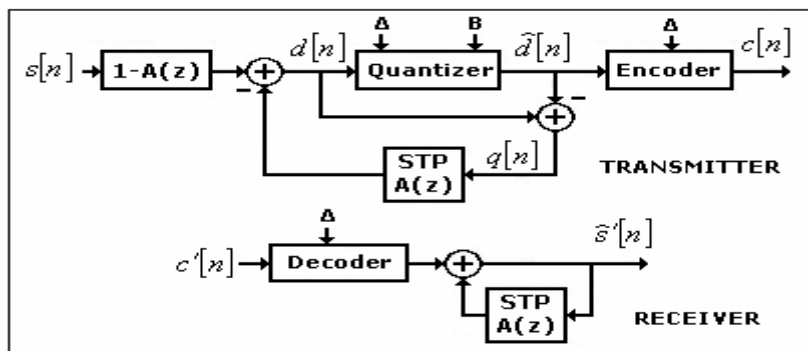 Δ B Δ
s[n] 1-A(z) + d[n] Quantizer d̂[n] Encoder c[n]
− − +
STP A(z) q[n] TRANSMITTER
Δ
c'[n] Decoder + ŝ'[n]
STP A(z) RECEIVER